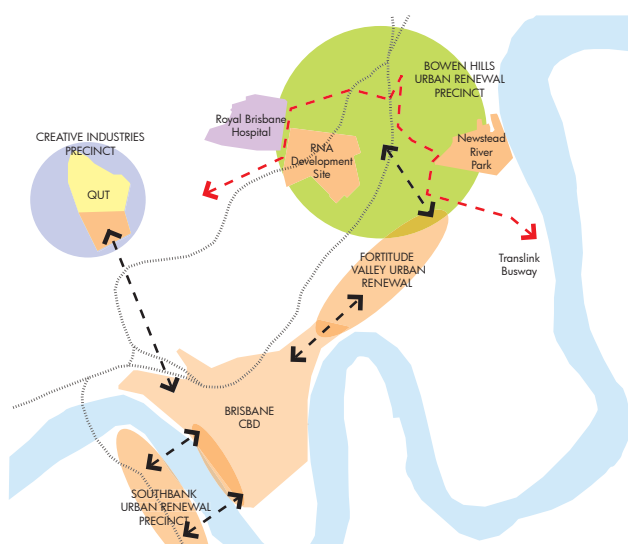 BOWEN HILLS
URBAN RENEWAL
PRECINCT
Royal Brisbane
Hospital
CREATIVE INDUSTRIES
PRECINCT
RNA
Development
Site
Newstead
River
Park
QUT
FORTITUDE
VALLEY URBAN
RENEWAL
Translink
Busway
BRISBANE
CBD
SOUTHBANK
URBAN RENEWAL
PRECINCT